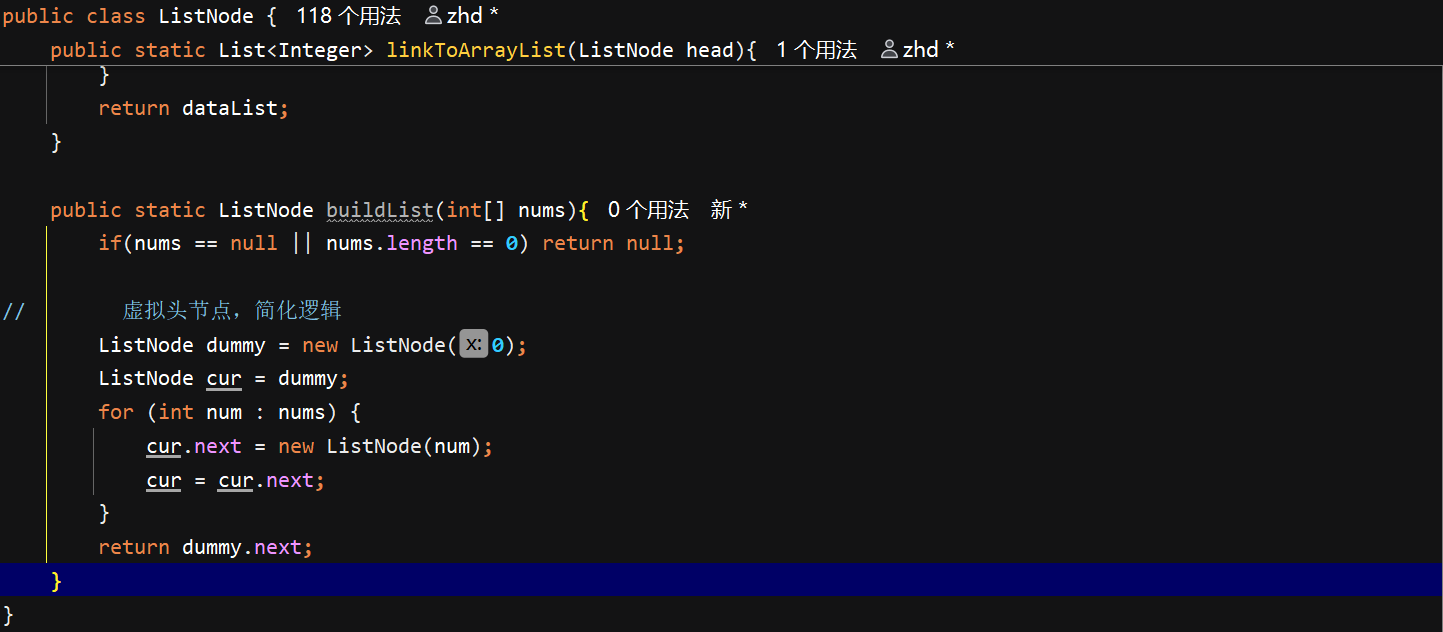 public class ListNode { 118 个用法 zhd *
public static List<Integer> linkToArrayList(ListNode head){ 1 个用法 zhd *
}
return dataList;
}
public static ListNode buildList(int[] nums){ 0 个用法 新 *
if(nums == null || nums.length == 0) return null;
// 虚拟头节点，简化逻辑
ListNode dummy = new ListNode( x: 0);
ListNode cur = dummy;
for (int num : nums) {
cur.next = new ListNode(num);
cur = cur.next;
}
return dummy.next;
}
}